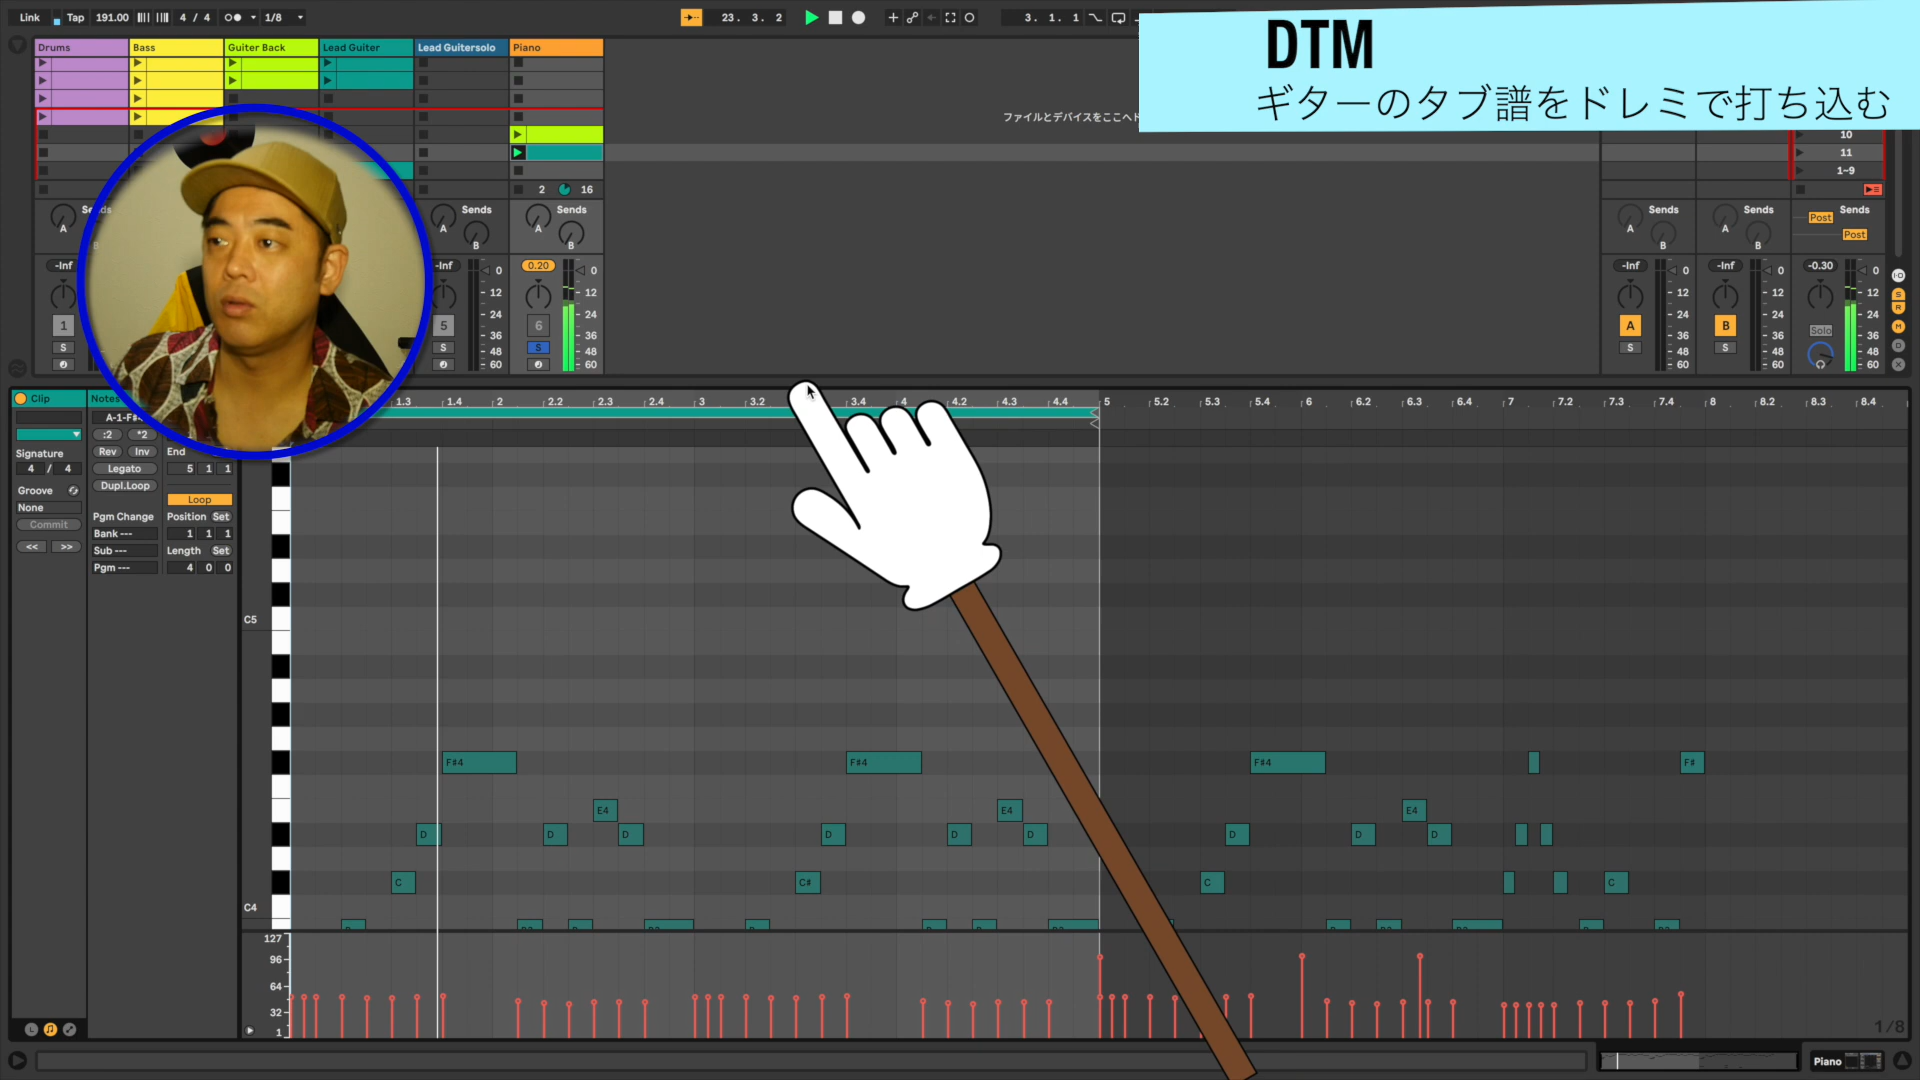 Link Tap 191.00 4 / 4 1/8 23. 3. 2 3. 1. 1
DTM
ギターのタブ譜をドレミで打ち込む
Drums Bass Guiter Back Lead Guiter Lead Guitersolo Piano
ファイルとデバイスをここへド
10
11
1~9
2 16
Sends Sends Sends Sends Sends
Post
Post
A A A A A
B B B B
-Inf -Inf 0.20 -Inf -Inf -0.30
0 0 0 0 0
12 12 12 12 12
24 24 24 24 24
36 36 36 36 36
48 48 48 48 48
60 60 60 60 60
1 5 6 A B Solo
S S S S S
Clip Notes
1.3 1.4 2 2.2 2.3 2.4 3 3.2 3.4 4 4.2 4.3 4.4 5 5.2 5.3 5.4 6 6.2 6.3 6.4 7 7.2 7.3 7.4 8 8.2 8.3 8.4
:2 *2
Rev Inv End
Signature
4 / 4 Legato 5 1 1
Dupl.Loop
Groove Loop
None
Commit Pgm Change Position Set
Bank --- 1 1 1
<< >> Sub --- Length Set
Pgm --- 4 0 0
C5
F#4 F#4 F#4 F#
E4 E4 E4
D D D D D D D D D
C C# C C
C4
127
96
64
32
1
1/8
Piano